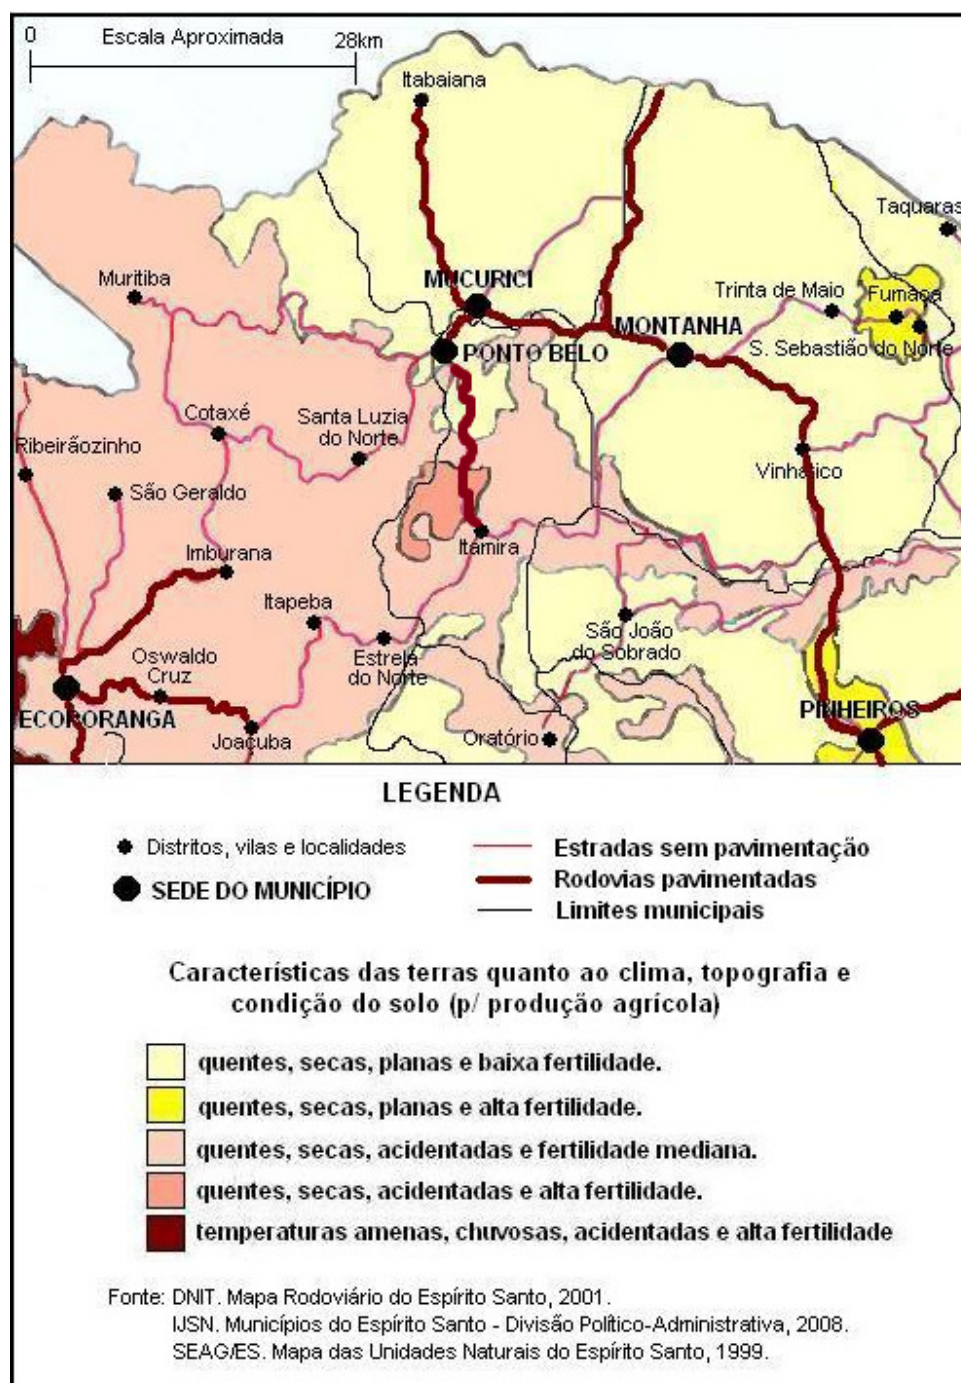 0 Escala Aproximada 28km
Itabaiana
Taquaras
Muritiba
MUCURICI
Trinta de Maio
Fumaça
MONTANHA
S. Sebastião do Norte
PONTO BELO
Cotaxé
Santa Luzia
do Norte
Ribeirãozinho
Vinhático
São Geraldo
Itamira
Imburana
Itapeba
São João
do Sobrado
Oswaldo
Cruz
Estrela
do Norte
ECOPORANGA
PINHEIROS
Joaçuba
Oratório
LEGENDA
Distritos, vilas e localidades
SEDE DO MUNICÍPIO
Estradas sem pavimentação
Rodovias pavimentadas
Limites municipais
Características das terras quanto ao clima, topografia e
condição do solo (p/ produção agrícola)
quentes, secas, planas e baixa fertilidade.
quentes, secas, planas e alta fertilidade.
quentes, secas, acidentadas e fertilidade mediana.
quentes, secas, acidentadas e alta fertilidade.
temperaturas amenas, chuvosas, acidentadas e alta fertilidade
Fonte: DNIT. Mapa Rodoviário do Espírito Santo, 2001.
IJSN. Municípios do Espírito Santo - Divisão Político-Administrativa, 2008.
SEAG/ES. Mapa das Unidades Naturais do Espírito Santo, 1999.